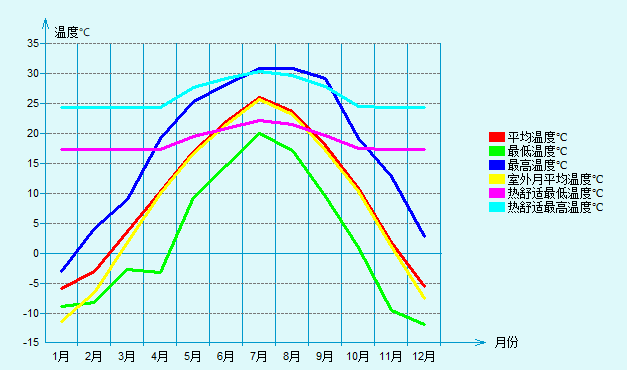 温度℃
35
30
25
20
15
10
5
0
-5
-10
-15
1月 2月 3月 4月 5月 6月 7月 8月 9月 10月 11月 12月
月份
平均温度℃
最低温度℃
最高温度℃
室外月平均温度℃
热舒适最低温度℃
热舒适最高温度℃